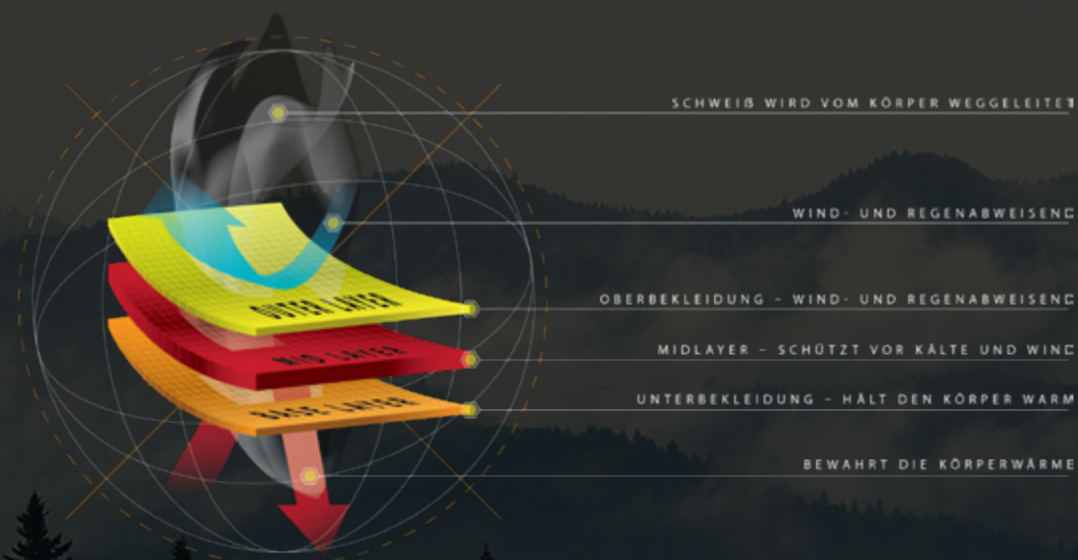 SCHWEIß WIRD VOM KÖRPER WEGGELEITET
WIND- UND REGENABWEISEND
OUTER LAYER
OBERBEKLEIDUNG – WIND- UND REGENABWEISEND
MID LAYER
MIDLAYER – SCHÜTZT VOR KÄLTE UND WIND
BASE LAYER
UNTERBEKLEIDUNG – HÄLT DEN KÖRPER WARM
BEWAHRT DIE KÖRPERWÄRME